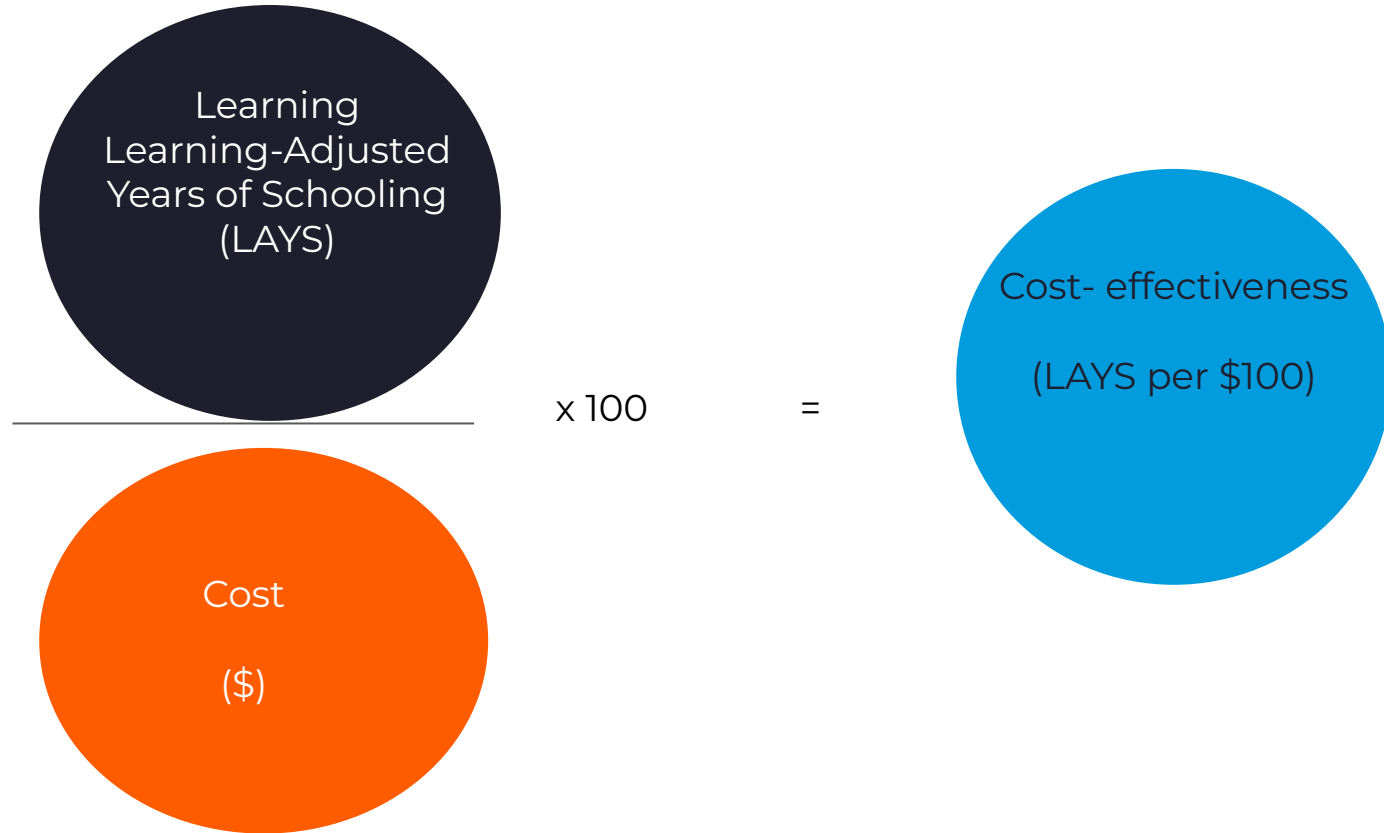 Learning
Learning-Adjusted
Years of Schooling
(LAYS)
Cost
($)
x 100
=
Cost- effectiveness
(LAYS per $100)